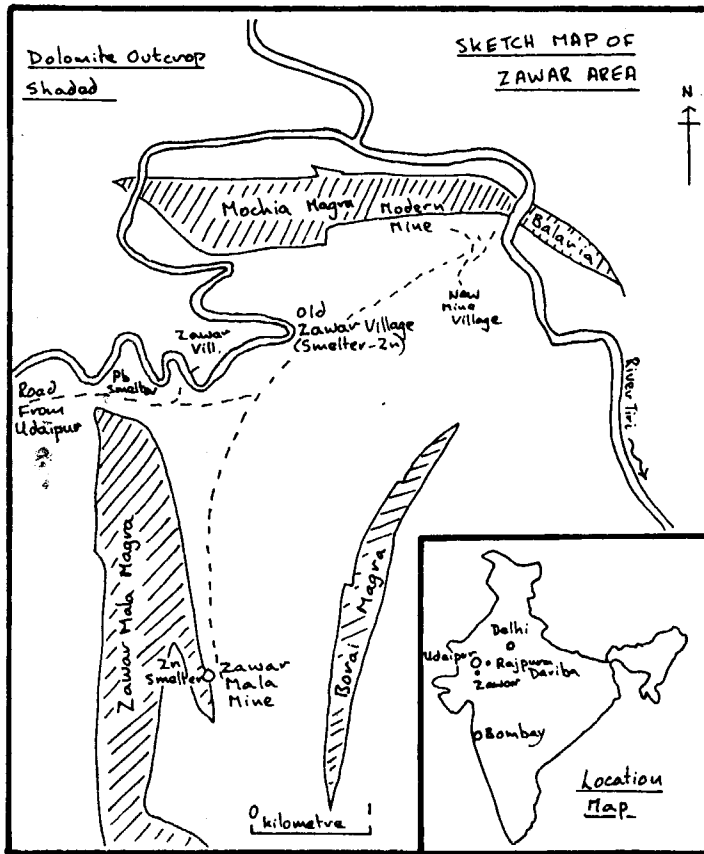 Dolomite Outcrop
Shaded
SKETCH MAP OF
ZAWAR AREA
N
Mochia Magra
Modern
Mine
Balaria
New
Mine
Village
Old
Zawar Village
(Smelter-Zn)
Zawar
Vill.
Pb
Smelter
Road
From
Udaipur
River Tiri
Zawar Mala Magra
Zn
Smelter
Zawar
Mala
Mine
Borai Magra
0 1
kilometre
Delhi
Udaipur
Rajpura
Dariba
Zawar
Bombay
Location
Map